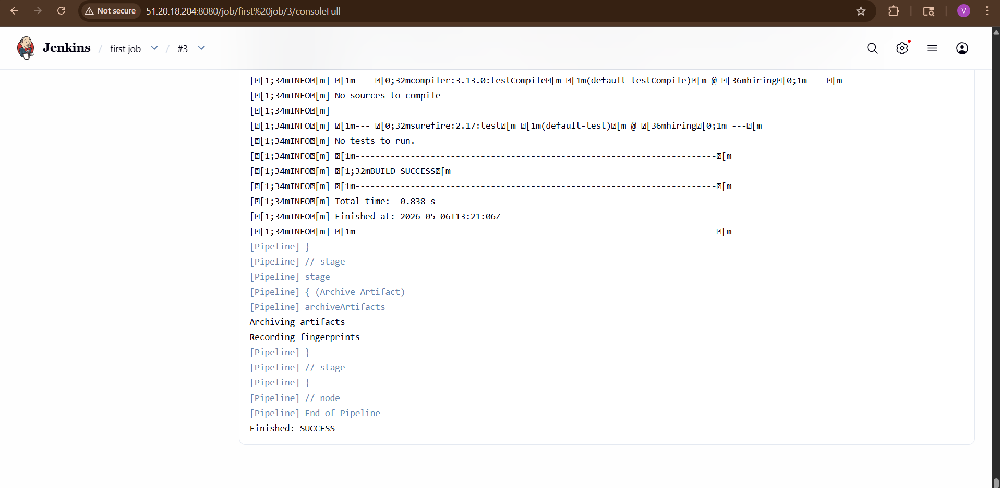 Not secure 51.20.18.204:8080/job/first%20job/3/consoleFull
V
Jenkins / first job / #3
[␛[1;34mINFO␛[m] ␛[1m--- ␛[0;32mcompiler:3.13.0:testCompile␛[m ␛[1m(default-testCompile)␛[m @ ␛[36mhiring␛[0;1m ---␛[m
[␛[1;34mINFO␛[m] No sources to compile
[␛[1;34mINFO␛[m]
[␛[1;34mINFO␛[m] ␛[1m--- ␛[0;32msurefire:2.17:test␛[m ␛[1m(default-test)␛[m @ ␛[36mhiring␛[0;1m ---␛[m
[␛[1;34mINFO␛[m] No tests to run.
[␛[1;34mINFO␛[m] ␛[1m------------------------------------------------------------------------␛[m
[␛[1;34mINFO␛[m] ␛[1;32mBUILD SUCCESS␛[m
[␛[1;34mINFO␛[m] ␛[1m------------------------------------------------------------------------␛[m
[␛[1;34mINFO␛[m] Total time:  0.838 s
[␛[1;34mINFO␛[m] Finished at: 2026-05-06T13:21:06Z
[␛[1;34mINFO␛[m] ␛[1m------------------------------------------------------------------------␛[m
[Pipeline] }
[Pipeline] // stage
[Pipeline] stage
[Pipeline] { (Archive Artifact)
[Pipeline] archiveArtifacts
Archiving artifacts
Recording fingerprints
[Pipeline] }
[Pipeline] // stage
[Pipeline] }
[Pipeline] // node
[Pipeline] End of Pipeline
Finished: SUCCESS